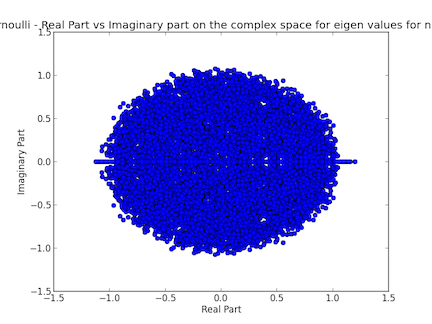 rnoulli - Real Part vs Imaginary part on the complex space for eigen values for n
1.5
1.0
0.5
0.0
−0.5
−1.0
−1.5
Imaginary Part
−1.5 −1.0 −0.5 0.0 0.5 1.0 1.5
Real Part